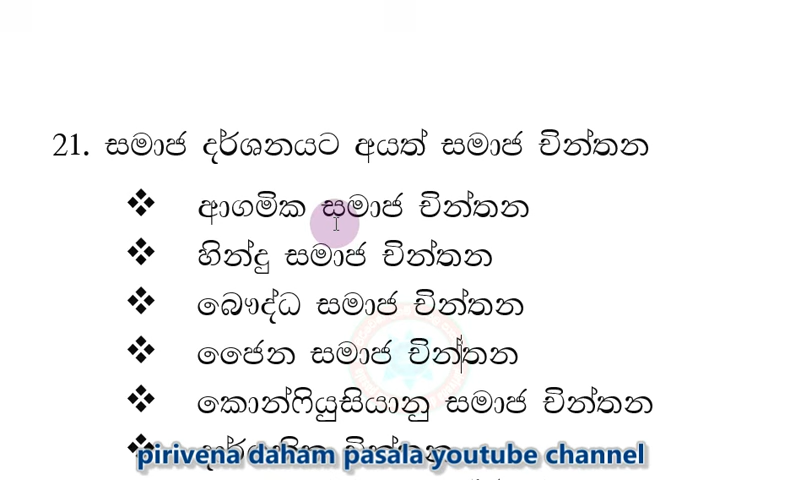 21. සමාජ දර්ශනයට අයත් සමාජ චින්තන
❖ ආගමික සමාජ චින්තන
❖ හින්දු සමාජ චින්තන
❖ බෞද්ධ සමාජ චින්තන
❖ ජෛන සමාජ චින්තන
❖ කොන්ෆියුසියානු සමාජ චින්තන
pirivena daham pasala youtube channel